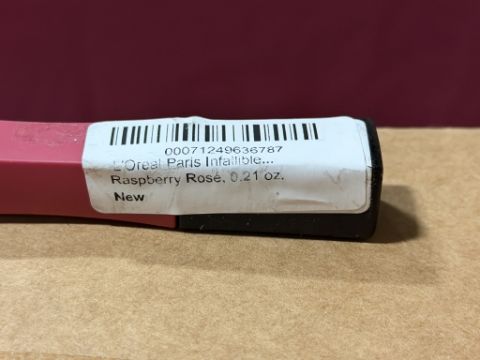 00071249636787
L'Oreal Paris Infallible...
Raspberry Rose, 0.21 oz.
New